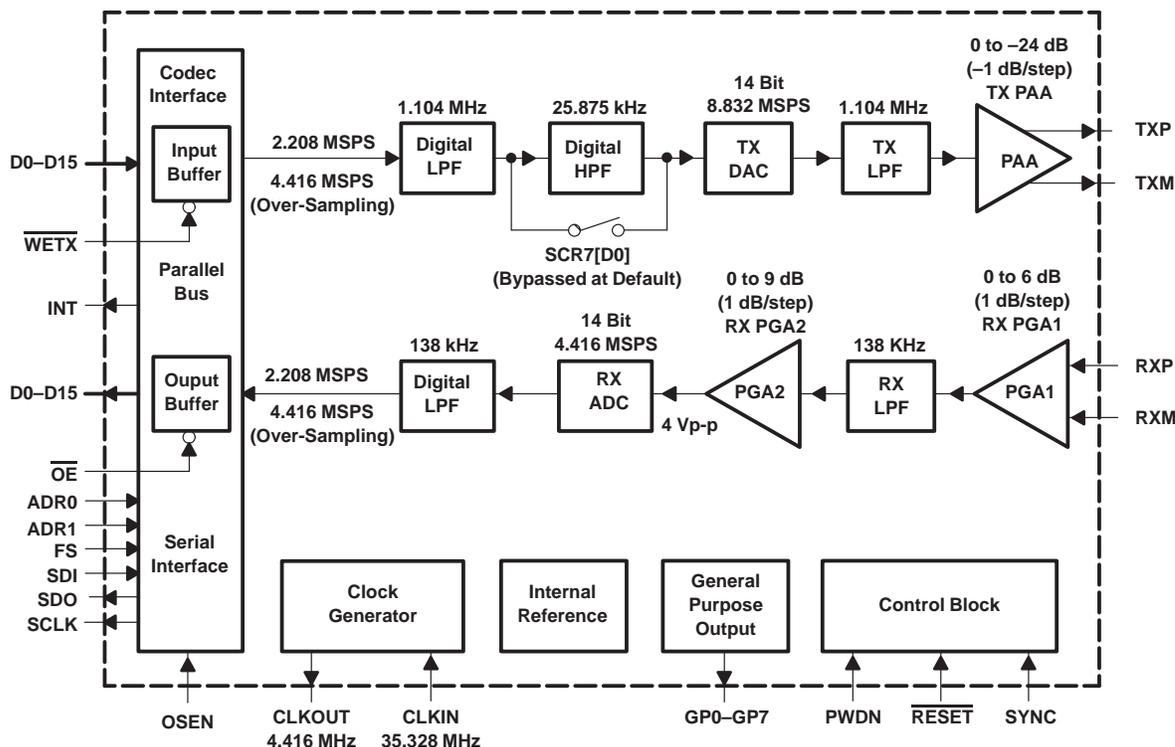 0 to –24 dB
(–1 dB/step)
TX PAA
Codec
Interface
14 Bit
8.832 MSPS
1.104 MHz
25.875 kHz
1.104 MHz
D0–D15
Input
Buffer
2.208 MSPS
4.416 MSPS
(Over-Sampling)
Digital
LPF
Digital
HPF
TX
DAC
TX
LPF
PAA
TXP
TXM
WETX
SCR7[D0]
(Bypassed at Default)
Parallel
Bus
INT
0 to 9 dB
(1 dB/step)
RX PGA2
0 to 6 dB
(1 dB/step)
RX PGA1
14 Bit
4.416 MSPS
138 kHz
138 KHz
D0–D15
Ouput
Buffer
2.208 MSPS
4.416 MSPS
(Over-Sampling)
Digital
LPF
RX
ADC
4 Vp-p
PGA2
RX
LPF
PGA1
RXP
RXM
OE
ADR0
ADR1
FS
SDI
SDO
SCLK
Serial
Interface
Clock
Generator
Internal
Reference
General
Purpose
Output
Control Block
OSEN
CLKOUT
4.416 MHz
CLKIN
35.328 MHz
GP0–GP7
PWDN
RESET
SYNC